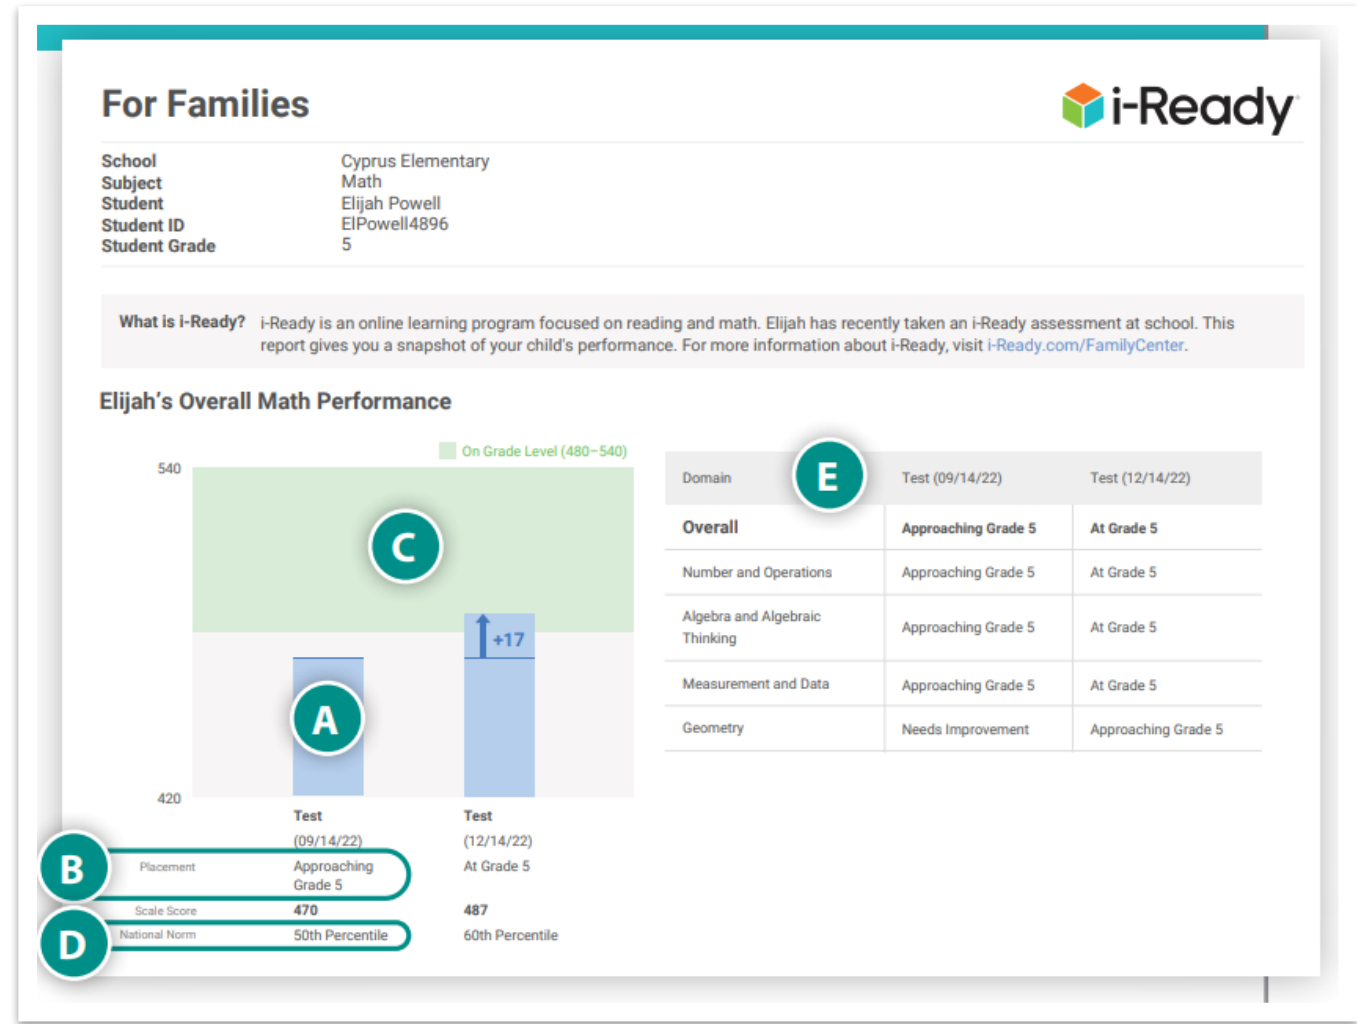 For Families
i-Ready
School Cyprus Elementary
Subject Math
Student Elijah Powell
Student ID ElPowell4896
Student Grade 5
What is i-Ready? i-Ready is an online learning program focused on reading and math. Elijah has recently taken an i-Ready assessment at school. This
report gives you a snapshot of your child's performance. For more information about i-Ready, visit i-Ready.com/FamilyCenter.
Elijah's Overall Math Performance
On Grade Level (480–540)
540
C
+17
A
420
Test Test
(09/14/22) (12/14/22)
B
Placement Approaching At Grade 5
Grade 5
Scale Score 470 487
D
National Norm 50th Percentile 60th Percentile
Domain E Test (09/14/22) Test (12/14/22)
Overall Approaching Grade 5 At Grade 5
Number and Operations Approaching Grade 5 At Grade 5
Algebra and Algebraic
Thinking Approaching Grade 5 At Grade 5
Measurement and Data Approaching Grade 5 At Grade 5
Geometry Needs Improvement Approaching Grade 5